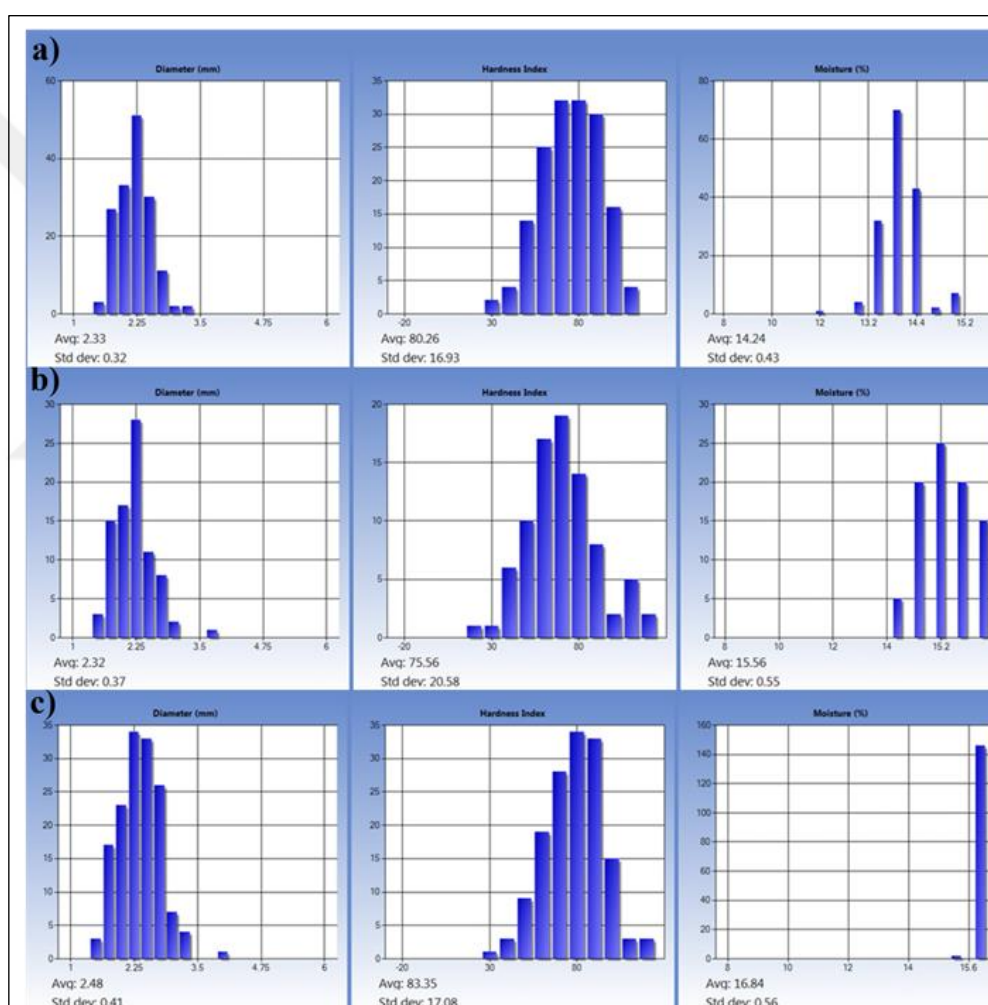 a)
Diameter (mm)
60
40
20
0
1 2.25 3.5 4.75 6
Avg: 2.33
Std dev: 0.32
Hardness Index
35
30
25
20
15
10
5
0
-20 30 80
Avg: 80.26
Std dev: 16.93
Moisture (%)
80
60
40
20
0
8 10 12 13.2 14.4 15.2
Avg: 14.24
Std dev: 0.43
b)
Diameter (mm)
30
25
20
15
10
5
0
1 2.25 3.5 4.75 6
Avg: 2.32
Std dev: 0.37
Hardness Index
20
15
10
5
0
-20 30 80
Avg: 75.56
Std dev: 20.58
Moisture (%)
30
25
20
15
10
5
0
8 10 12 14 15.2
Avg: 15.56
Std dev: 0.55
c)
Diameter (mm)
35
30
25
20
15
10
5
0
1 2.25 3.5 4.75 6
Avg: 2.48
Std dev: 0.41
Hardness Index
35
30
25
20
15
10
5
0
-20 30 80
Avg: 83.35
Std dev: 17.08
Moisture (%)
160
140
120
100
80
60
40
20
0
8 10 12 14 15.6
Avg: 16.84
Std dev: 0.56